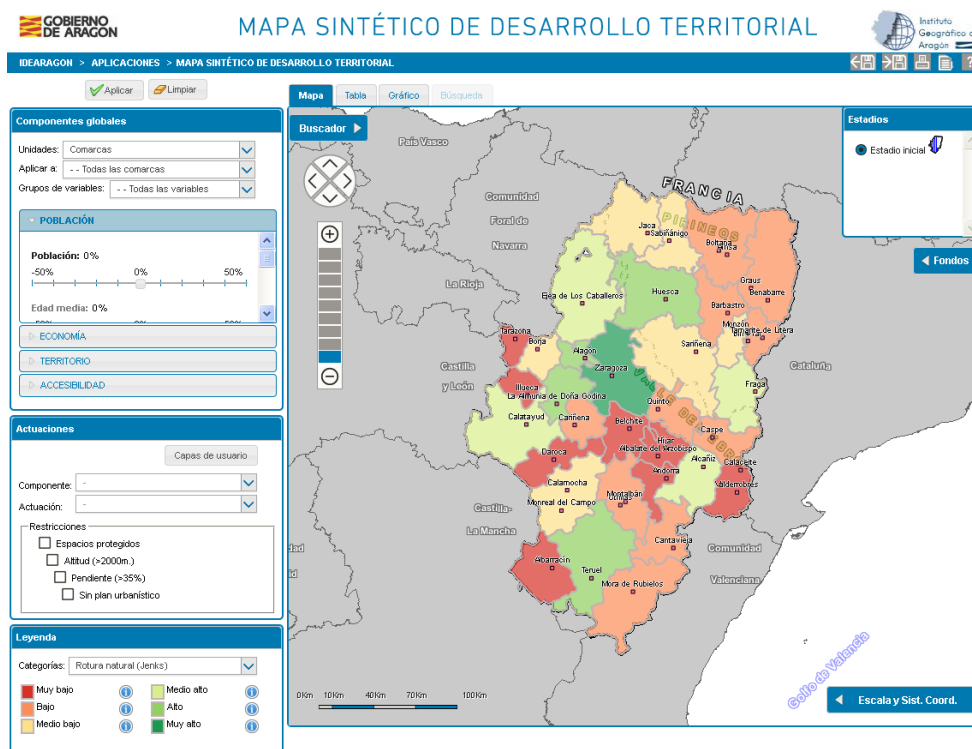 GOBIERNO
DE ARAGON
MAPA SINTÉTICO DE DESARROLLO TERRITORIAL
Instituto
Geográfico d
Aragón
IDEARAGON > APLICACIONES > MAPA SINTÉTICO DE DESARROLLO TERRITORIAL
Aplicar
Limpiar
Componentes globales
Unidades: Comarcas
Aplicar a: - - Todas las comarcas
Grupos de variables: - - Todas las variables
POBLACIÓN
Población: 0%
-50% 0% 50%
Edad media: 0%
ECONOMÍA
TERRITORIO
ACCESIBILIDAD
Actuaciones
Capas de usuario
Componente: -
Actuación: -
Restricciones
Espacios protegidos
Altitud (>2000m.)
Pendiente (>35%)
Sin plan urbanístico
Leyenda
Categorías: Rotura natural (Jenks)
Muy bajo
Bajo
Medio bajo
Medio alto
Alto
Muy alto
Mapa
Tabla
Gráfico
Búsqueda
Buscador
Estadios
Estadio inicial
Fondos
País Vasco
FRANCIA
Comunidad
Foral de
Navarra
PIRINEOS
Jaca
Sabiñánigo
Boltaña
La Rioja
Ejea de Los Caballeros
Huesca
Graus
Benabarre
Barbastro
Monzón
Tamarite de Litera
Tarazona
Borja
Sariñena
Alagón
Zaragoza
Castilla
y León
Cataluña
Fraga
Illueca
La Almunia de Doña Godina
VALLE DEL EBRO
Quinto
Calatayud
Cariñena
Belchite
Caspe
Híjar
Albalate del Arzobispo
Daroca
Alcañiz
Calaceite
Andorra
Calamocha
Valderrobres
Montalbán
Utrillas
Monreal del Campo
Castilla-
La Mancha
Cantavieja
Comunidad
Valenciana
Albarracín
Teruel
Mora de Rubielos
Golfo de Valencia
0Km 10Km 40Km 70Km 100Km
Escala y Sist. Coord.